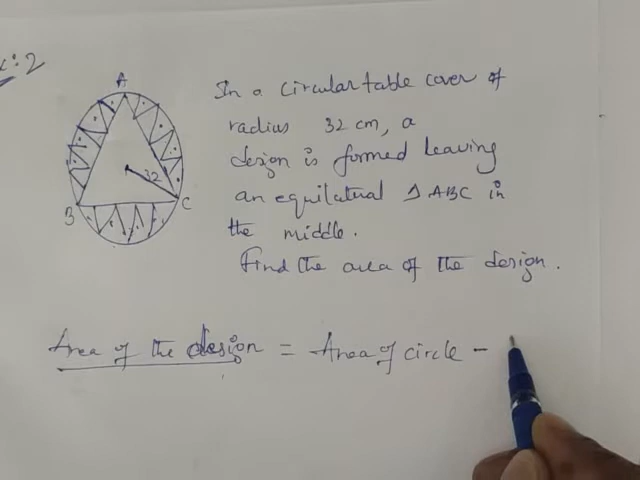 x:2
A
In a circular table cover of
radius 32 cm, a
design is formed leaving
32
an equilateral △ ABC in
B
C
the middle.
Find the area of the design.
Area of the design = Area of circle -